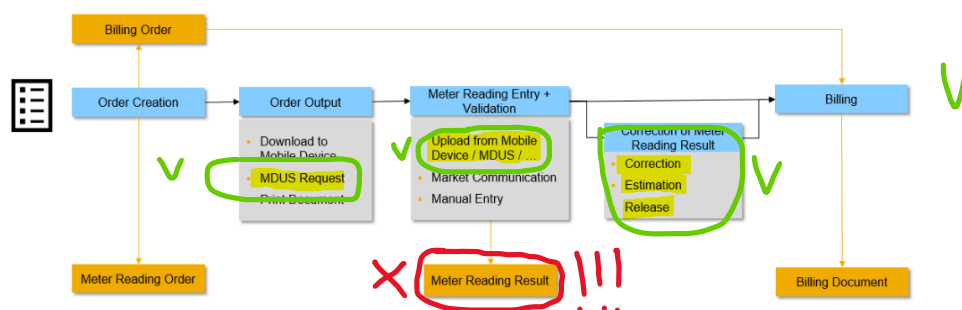 Billing Order
Order Creation
Order Output
Meter Reading Entry +
Validation
Billing
Download to
Mobile Device
MDUS Request
Print Document
Upload from Mobile
Device / MDUS / ...
Market Communication
Manual Entry
Correction of Meter
Reading Result
Correction
Estimation
Release
Meter Reading Order
X
Meter Reading Result
!!!
Billing Document